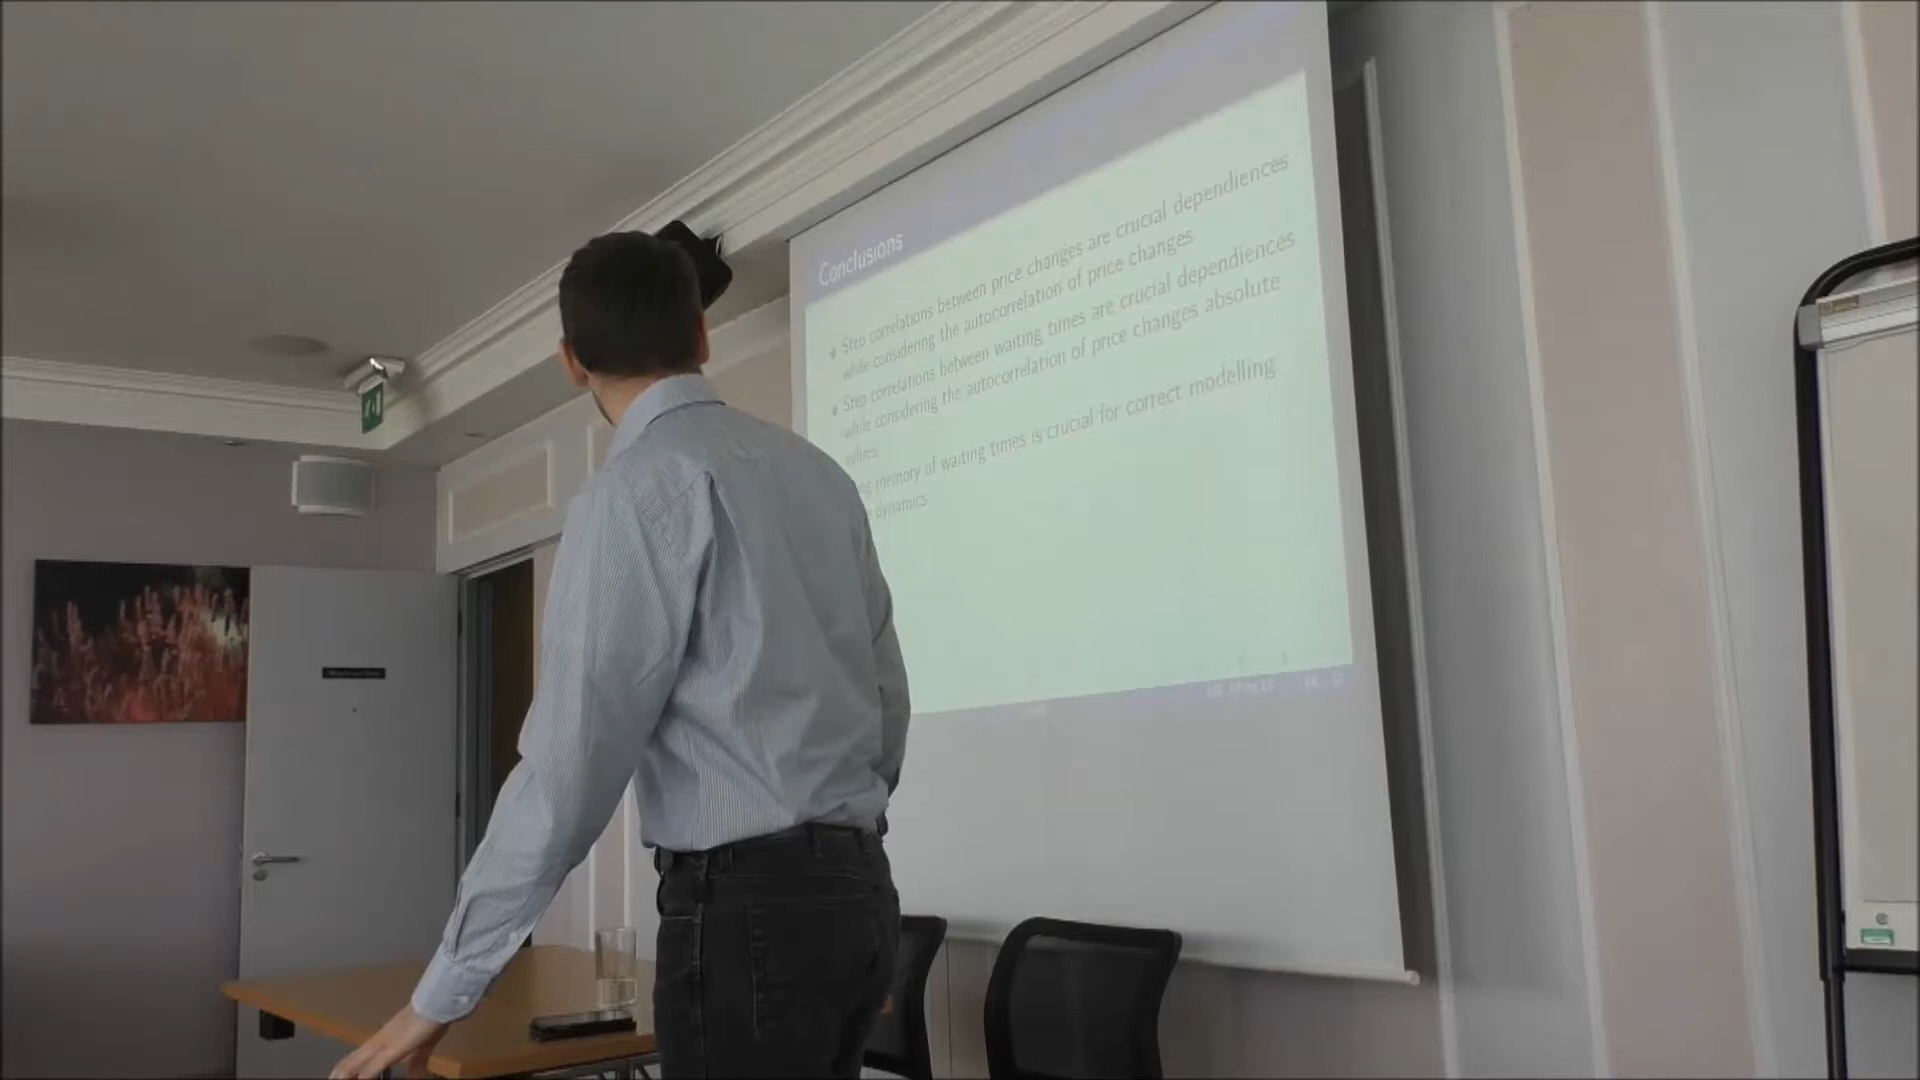 Conclusions
Step correlations between price changes are crucial dependiences
while considering the autocorrelation of price changes.
Step correlations between waiting times are crucial dependiences
while considering the autocorrelation of price changes absolute
values.
memory of waiting times is crucial for correct modelling
dynamics